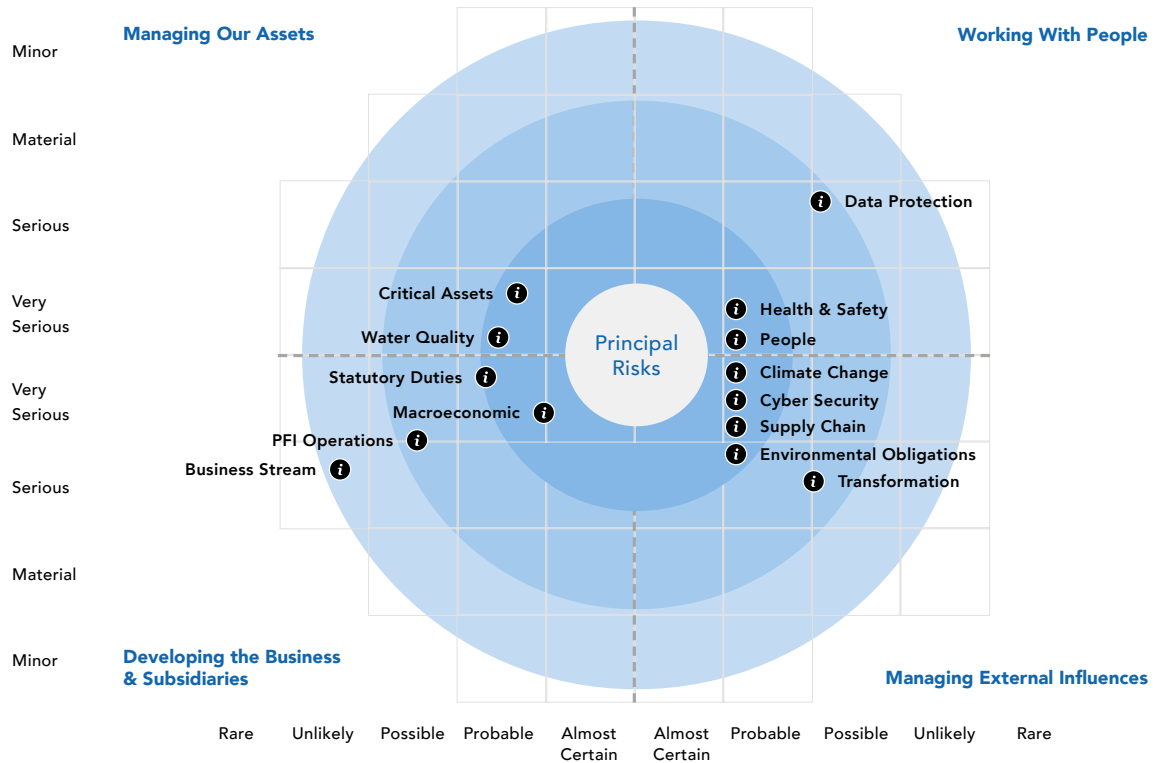 Managing Our Assets
Working With People
Minor
Material
Serious
Very
Serious
Very
Serious
Serious
Material
Minor
Data Protection
Critical Assets
Health & Safety
Water Quality
People
Principal
Risks
Statutory Duties
Climate Change
Macroeconomic
Cyber Security
Supply Chain
PFI Operations
Environmental Obligations
Business Stream
Transformation
Developing the Business
& Subsidiaries
Managing External Influences
Rare
Unlikely
Possible
Probable
Almost
Certain
Almost
Certain
Probable
Possible
Unlikely
Rare